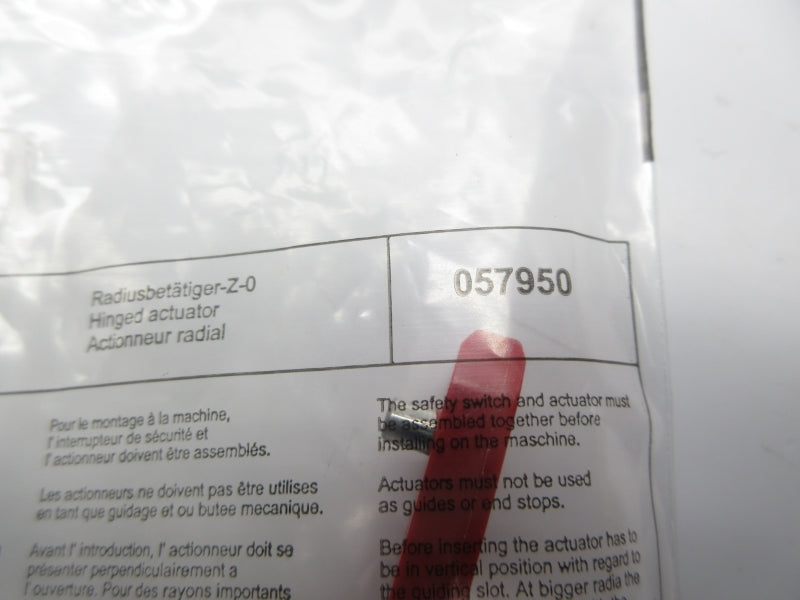 Radiusbetätiger-Z-0
Hinged actuator
Actionneur radial
057950
Pour le montage à la machine,
l' interrupteur de sécurité et
l' actionneur doivent être assemblés.
Les actionneurs ne doivent pas être utilises
en tant que guidage et ou butee mecanique.
Avant l' introduction, l' actionneur doit se
présenter perpendiculairement a
l' ouverture. Pour des rayons importants
The safety switch and actuator must
be assembled together before
installing on the maschine.
Actuators must not be used
as guides or end stops.
Before inserting the actuator has to
be in vertical position with regard to
the guiding slot. At bigger radia the